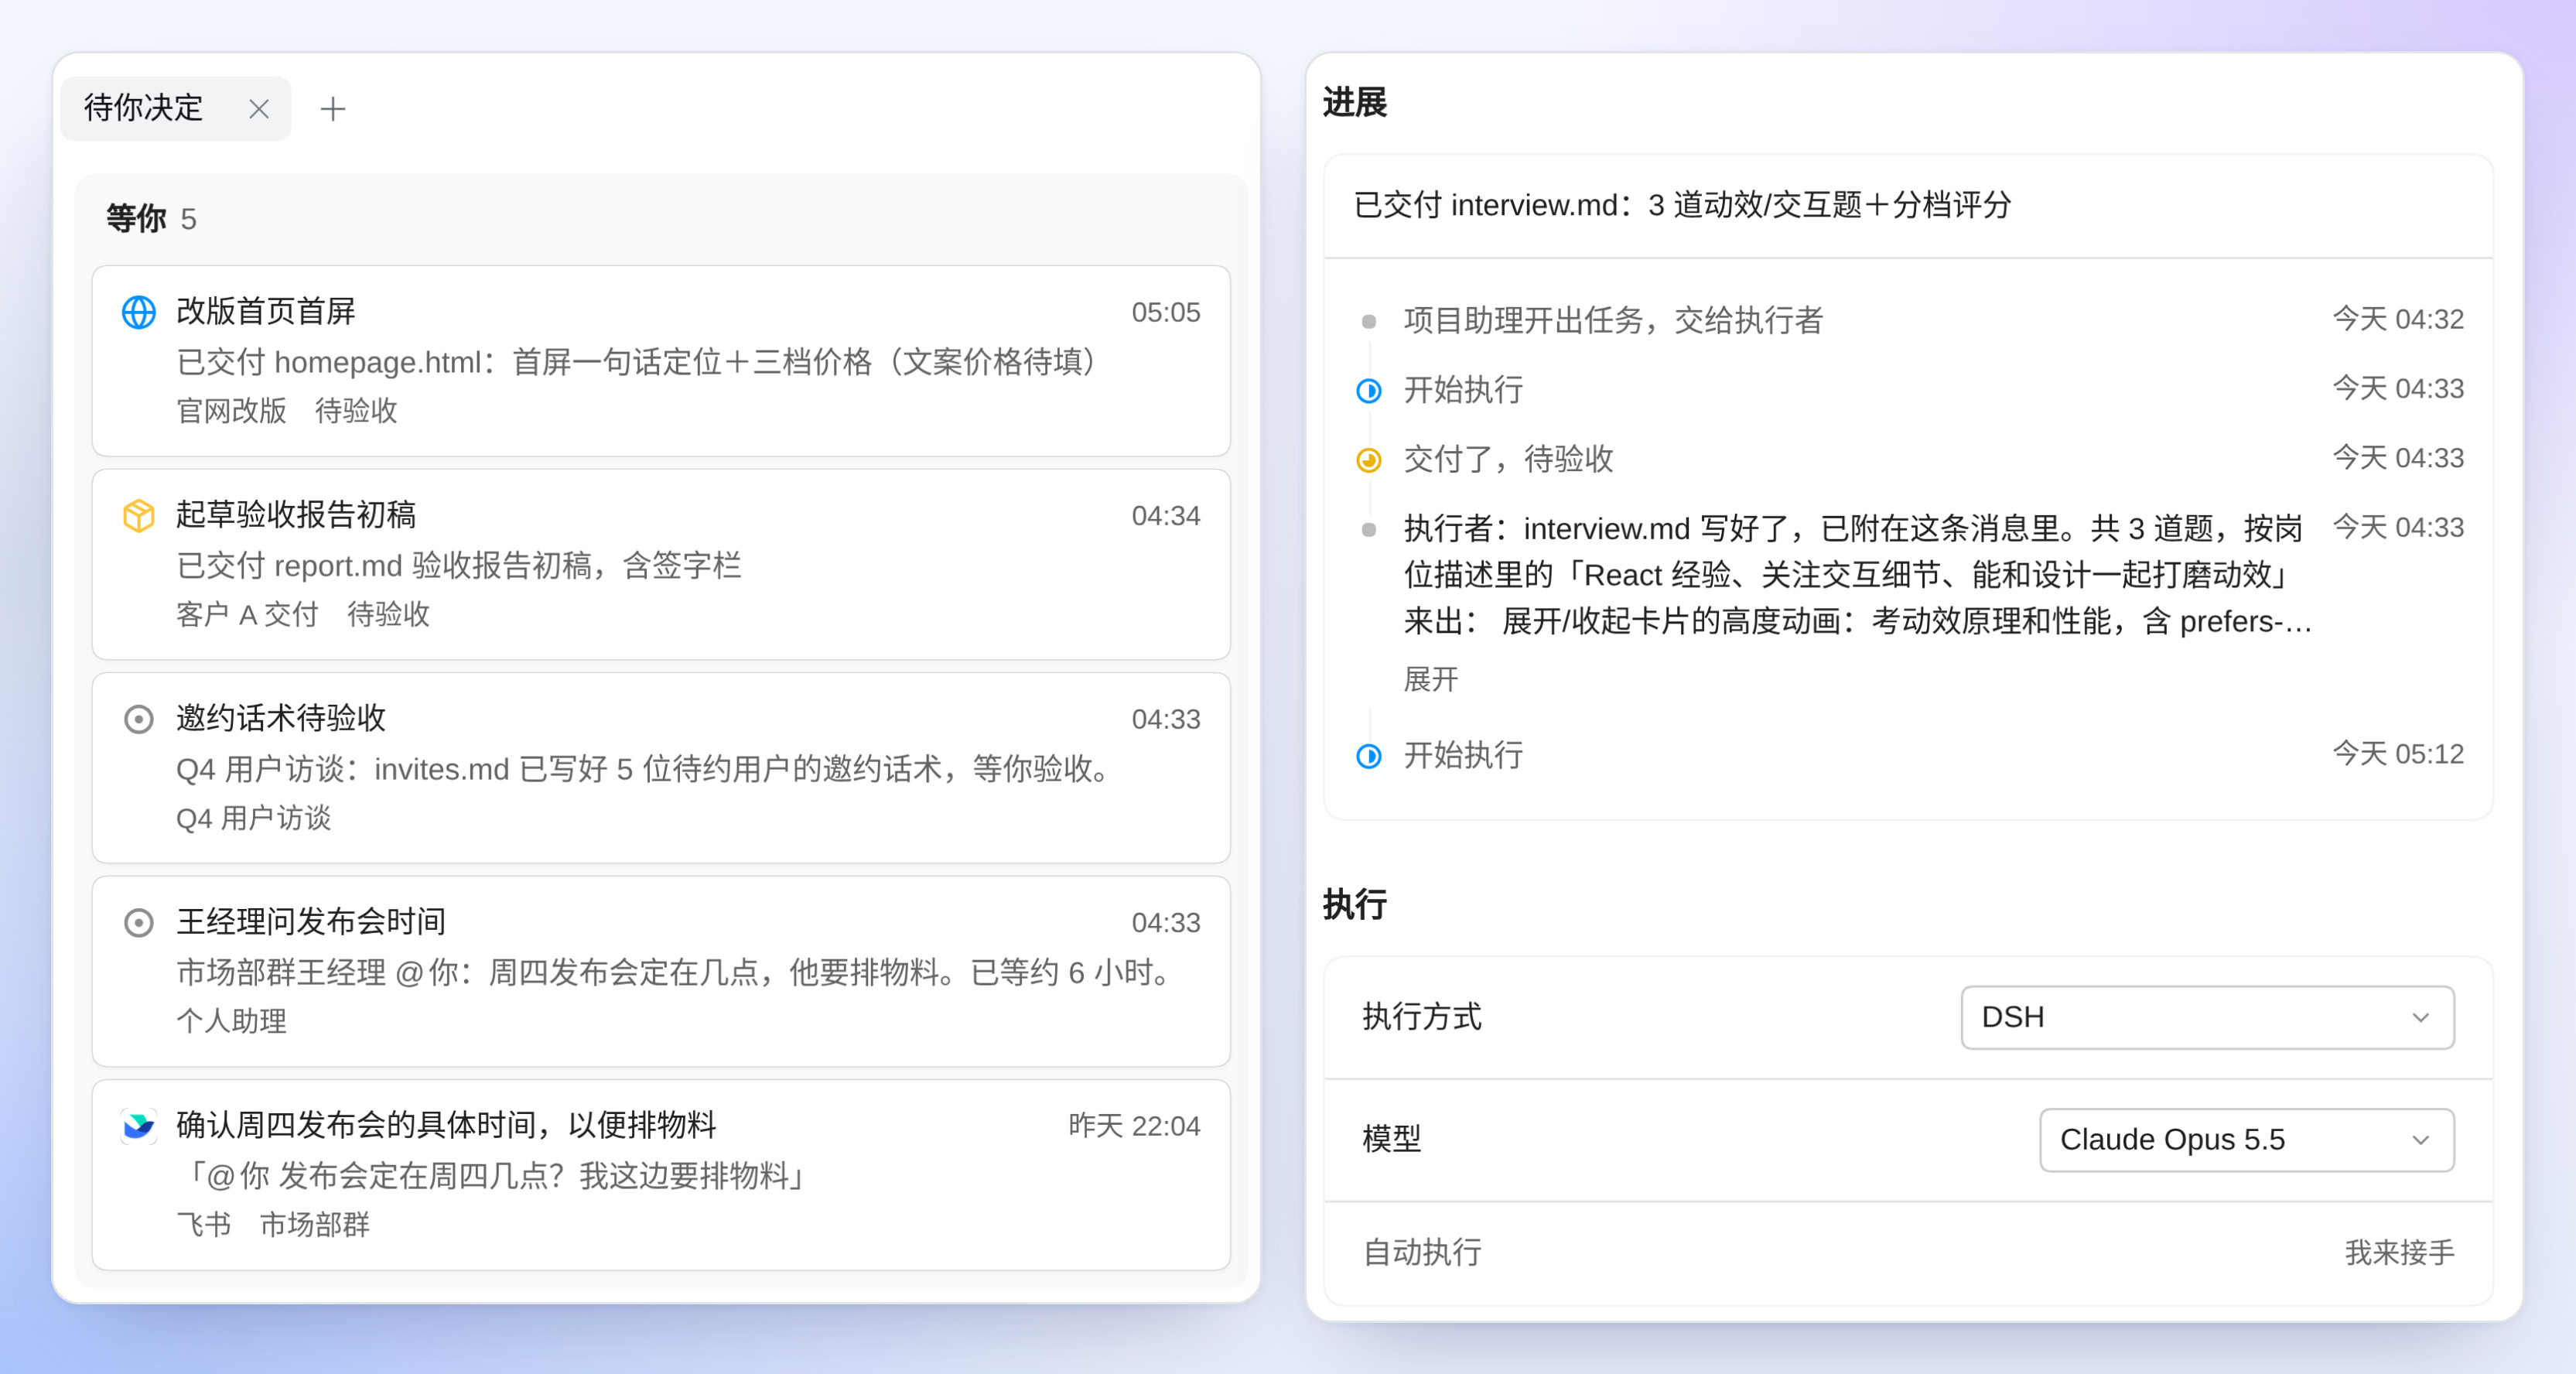 待你决定
等你 5
改版首页首屏 05:05
已交付 homepage.html：首屏一句话定位＋三档价格（文案价格待填）
官网改版 待验收
起草验收报告初稿 04:34
已交付 report.md 验收报告初稿，含签字栏
客户 A 交付 待验收
邀约话术待验收 04:33
Q4 用户访谈：invites.md 已写好 5 位待约用户的邀约话术，等你验收。
Q4 用户访谈
王经理问发布会时间 04:33
市场部群王经理 @你：周四发布会定在几点，他要排物料。已等约 6 小时。
个人助理
确认周四发布会的具体时间，以便排物料 昨天 22:04
「@你 发布会定在周四几点？我这边要排物料」
飞书 市场部群
进展
已交付 interview.md：3 道动效/交互题＋分档评分
项目助理开出任务，交给执行者 今天 04:32
开始执行 今天 04:33
交付了，待验收 今天 04:33
执行者：interview.md 写好了，已附在这条消息里。共 3 道题，按岗 今天 04:33
位描述里的「React 经验、关注交互细节、能和设计一起打磨动效」
来出： 展开/收起卡片的高度动画：考动效原理和性能，含 prefers-…
展开
开始执行 今天 05:12
执行
执行方式 DSH
模型 Claude Opus 5.5
自动执行 我来接手